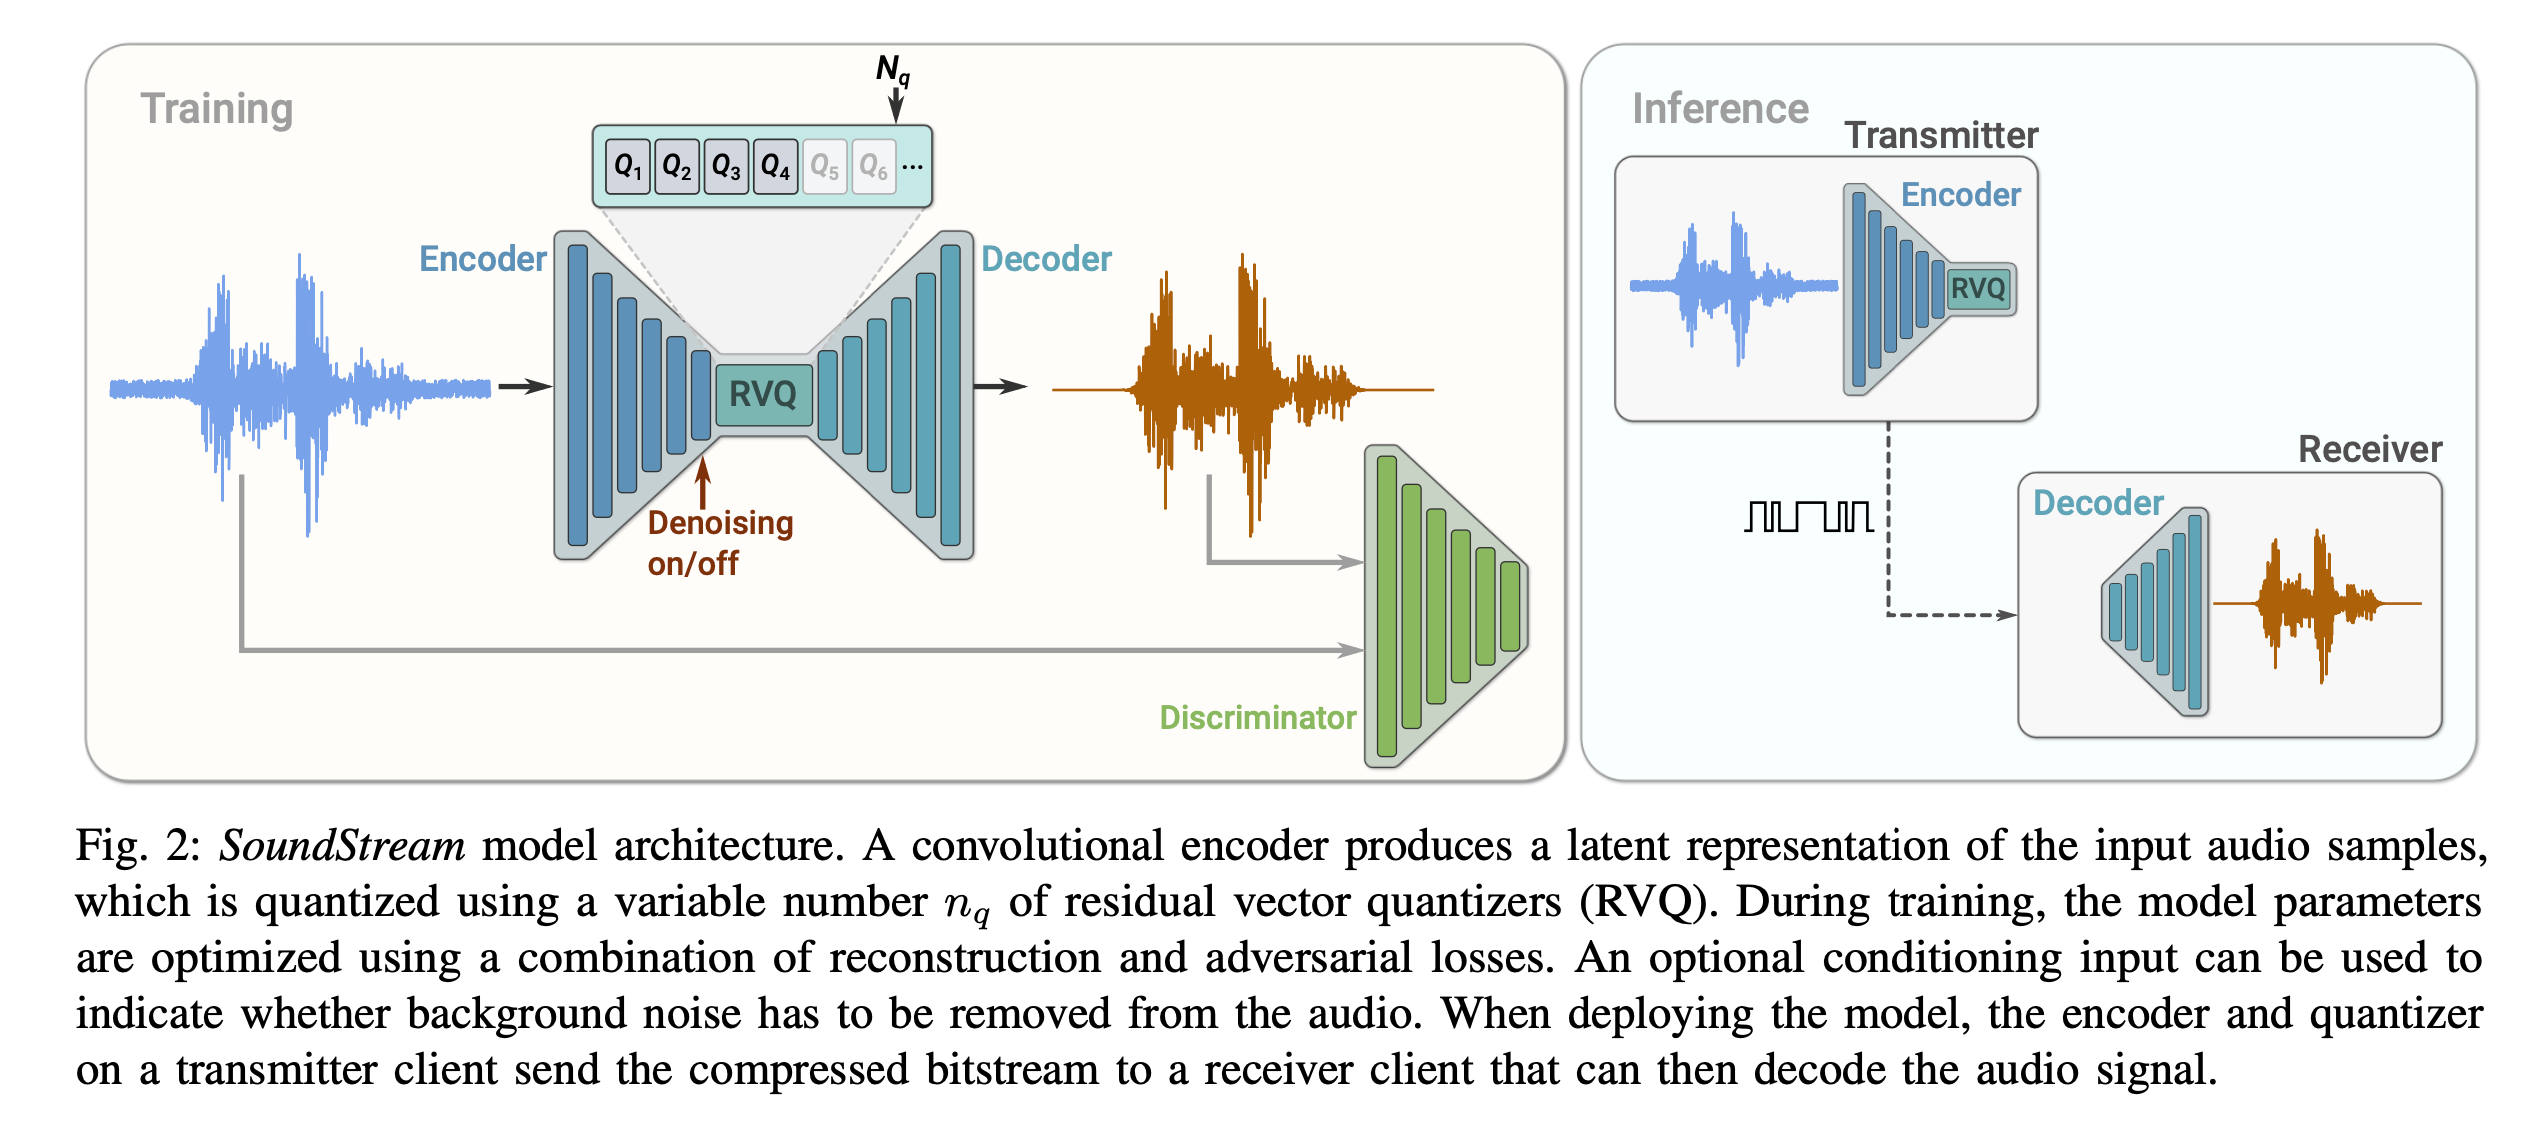 Training
N_q
Q_1 Q_2 Q_3 Q_4 Q_5 Q_6 ...
Encoder
Decoder
RVQ
Denoising
on/off
Discriminator
Inference
Transmitter
Encoder
RVQ
Receiver
Decoder
Fig. 2: SoundStream model architecture. A convolutional encoder produces a latent representation of the input audio samples,
which is quantized using a variable number n_q of residual vector quantizers (RVQ). During training, the model parameters
are optimized using a combination of reconstruction and adversarial losses. An optional conditioning input can be used to
indicate whether background noise has to be removed from the audio. When deploying the model, the encoder and quantizer
on a transmitter client send the compressed bitstream to a receiver client that can then decode the audio signal.